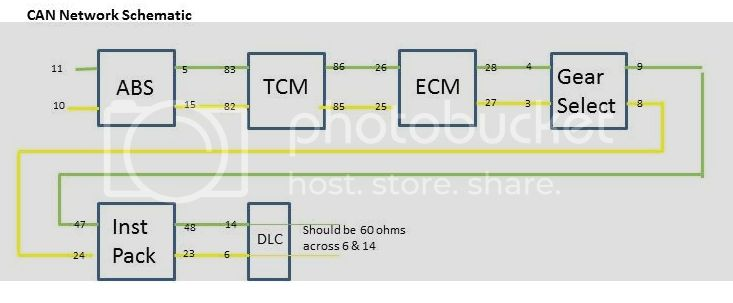 CAN Network Schematic
11 ABS 5 83 TCM 86 26 ECM 28 4 Gear 9
10 15 82 85 25 27 3 Select 8
photobucket
host. store. share.
47 Inst 48 14 DLC Should be 60 ohms
24 Pack 23 6 across 6 & 14